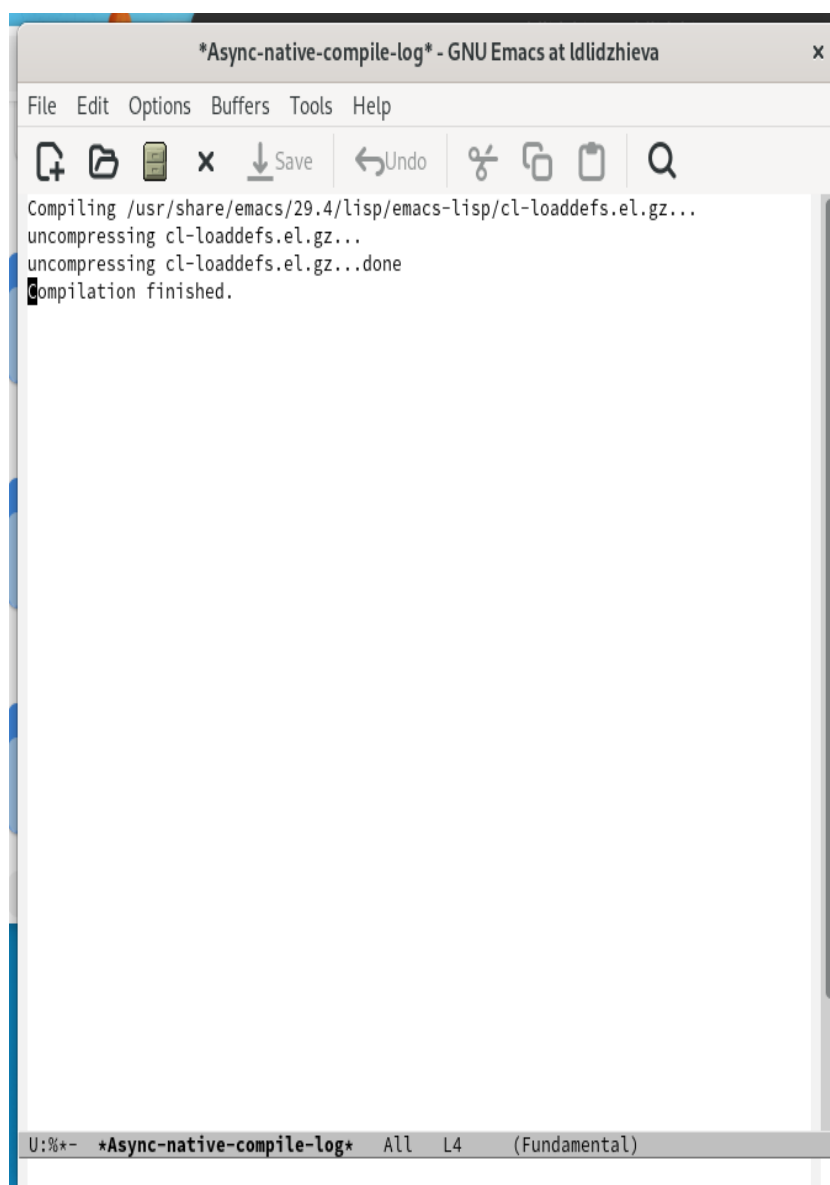 *Async-native-compile-log* - GNU Emacs at ldlidzhieva
File Edit Options Buffers Tools Help
Save Undo
Compiling /usr/share/emacs/29.4/lisp/emacs-lisp/cl-loaddefs.el.gz...
uncompressing cl-loaddefs.el.gz...
uncompressing cl-loaddefs.el.gz...done
Compilation finished.
U:%*- *Async-native-compile-log* All L4 (Fundamental)